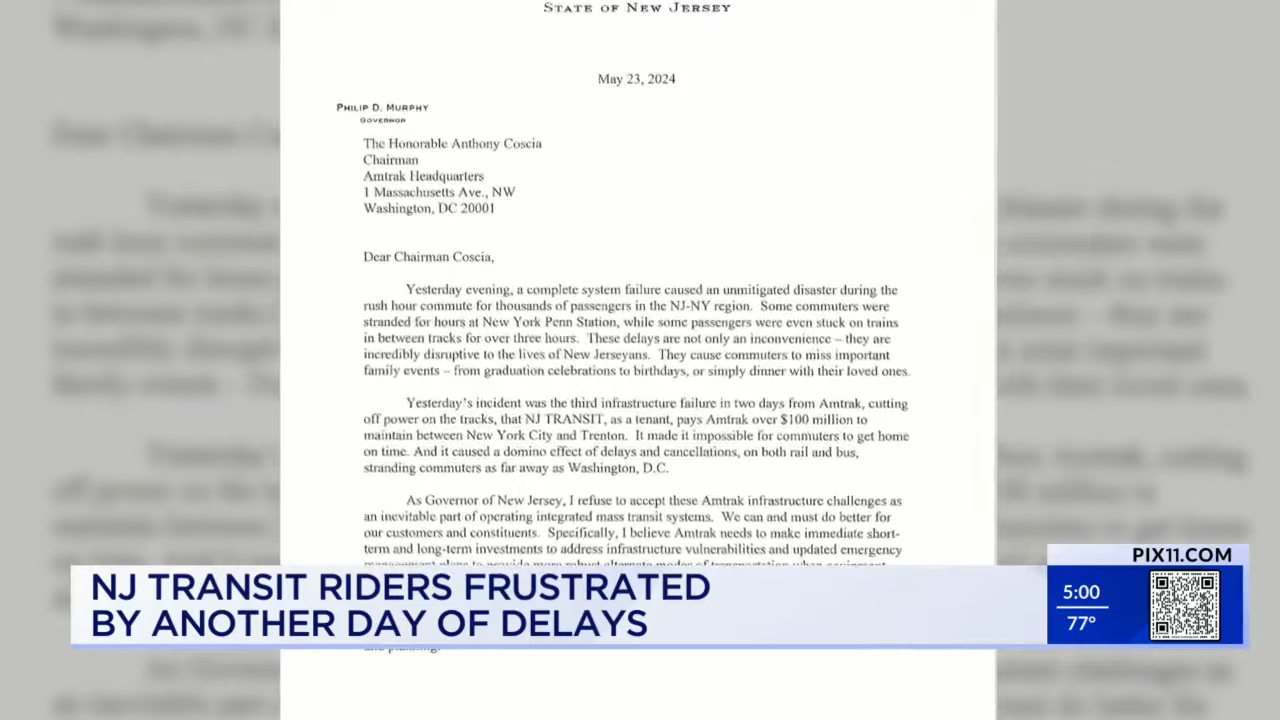 STATE OF NEW JERSEY
May 23, 2024
PHILIP D. MURPHY
GOVERNOR
The Honorable Anthony Coscia
Chairman
Amtrak Headquarters
1 Massachusetts Ave., NW
Washington, DC 20001
Dear Chairman Coscia,
Yesterday evening, a complete system failure caused an unmitigated disaster during the
rush hour commute for thousands of passengers in the NJ-NY region. Some commuters were
stranded for hours at New York Penn Station, while some passengers were even stuck on trains
in between tracks for over three hours. These delays are not only an inconvenience – they are
incredibly disruptive to the lives of New Jerseyans. They cause commuters to miss important
family events – from graduation celebrations to birthdays, or simply dinner with their loved ones.
Yesterday's incident was the third infrastructure failure in two days from Amtrak, cutting
off power on the tracks, that NJ TRANSIT, as a tenant, pays Amtrak over $100 million to
maintain between New York City and Trenton. It made it impossible for commuters to get home
on time. And it caused a domino effect of delays and cancellations, on both rail and bus,
stranding commuters as far away as Washington, D.C.
As Governor of New Jersey, I refuse to accept these Amtrak infrastructure challenges as
an inevitable part of operating integrated mass transit systems. We can and must do better for
our customers and constituents. Specifically, I believe Amtrak needs to make immediate short-
term and long-term investments to address infrastructure vulnerabilities and updated emergency
PIX11.COM
NJ TRANSIT RIDERS FRUSTRATED
BY ANOTHER DAY OF DELAYS
5:00
77°